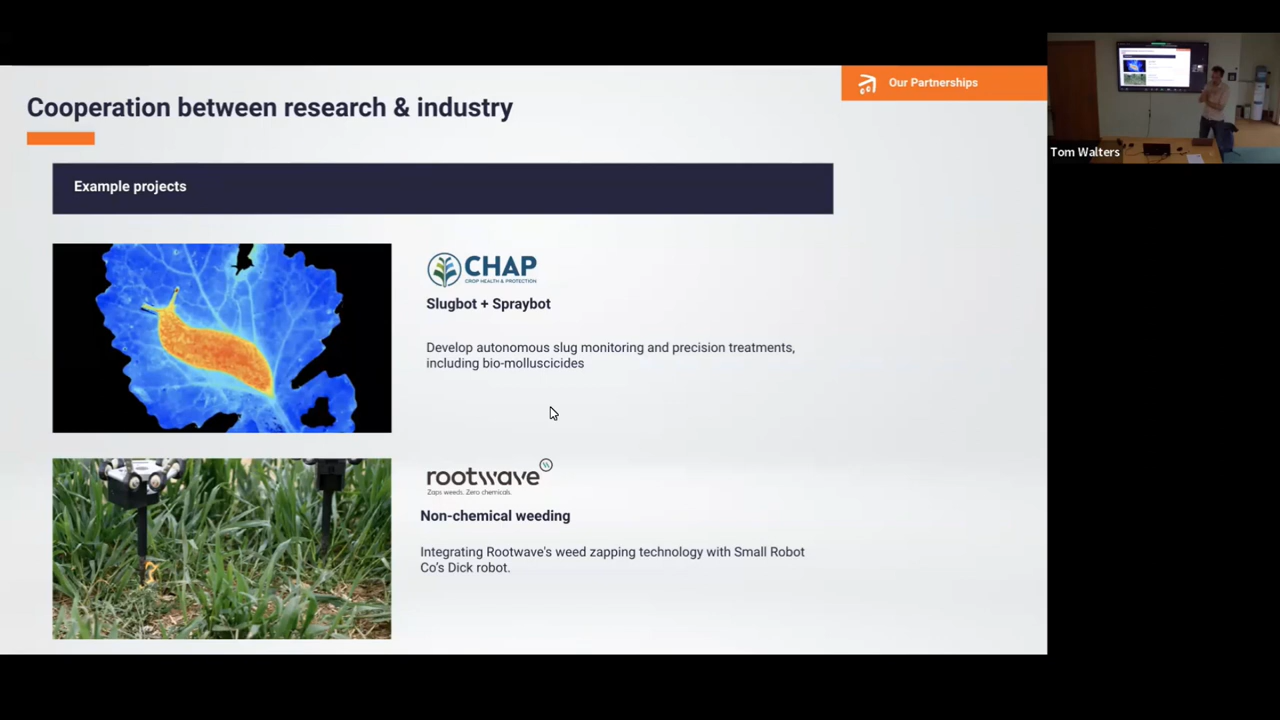 Our Partnerships
Cooperation between research & industry
Example projects
CHAP
CROP HEALTH & PROTECTION
Slugbot + Spraybot
Develop autonomous slug monitoring and precision treatments,
including bio-molluscicides
rootwave
Zaps weeds. Zero chemicals.
Non-chemical weeding
Integrating Rootwave's weed zapping technology with Small Robot
Co's Dick robot.
Tom Walters